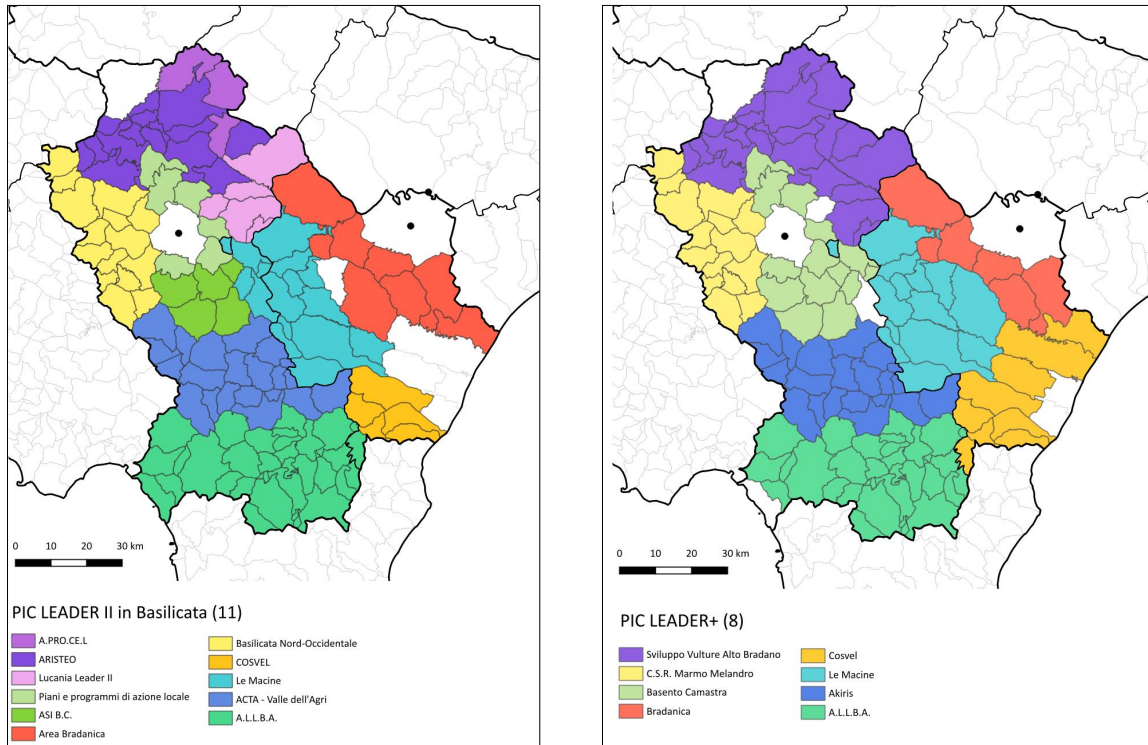 0 10 20 30 km
PIC LEADER II in Basilicata (11)
A.PRO.CE.L
ARISTEO
Lucania Leader II
Piani e programmi di azione locale
ASI B.C.
Area Bradanica
Basilicata Nord-Occidentale
COSVEL
Le Macine
ACTA - Valle dell'Agri
A.L.L.B.A.
0 10 20 30 km
PIC LEADER+ (8)
Sviluppo Vulture Alto Bradano
C.S.R. Marmo Melandro
Basento Camastra
Bradanica
Cosvel
Le Macine
Akiris
A.L.L.B.A.